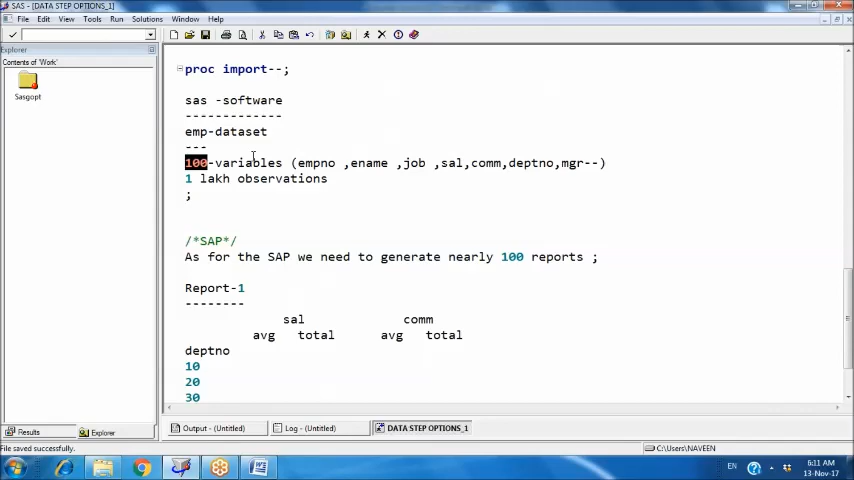 SAS - [DATA STEP OPTIONS_1]
File Edit View Tools Run Solutions Window Help
Explorer
Contents of 'Work'
Sasgopt
proc import--;
sas -software
-------------
emp-dataset
---
100-variables (empno ,ename ,job ,sal,comm,deptno,mgr--)
1 lakh observations
;
/*SAP*/
As for the SAP we need to generate nearly 100 reports ;
Report-1
--------
sal comm
avg total avg total
deptno
10
20
30
Results Explorer
Output - (Untitled) Log - (Untitled) DATA STEP OPTIONS_1
File saved successfully. C:\Users\NAVEEN
EN 6:11 AM
13-Nov-17